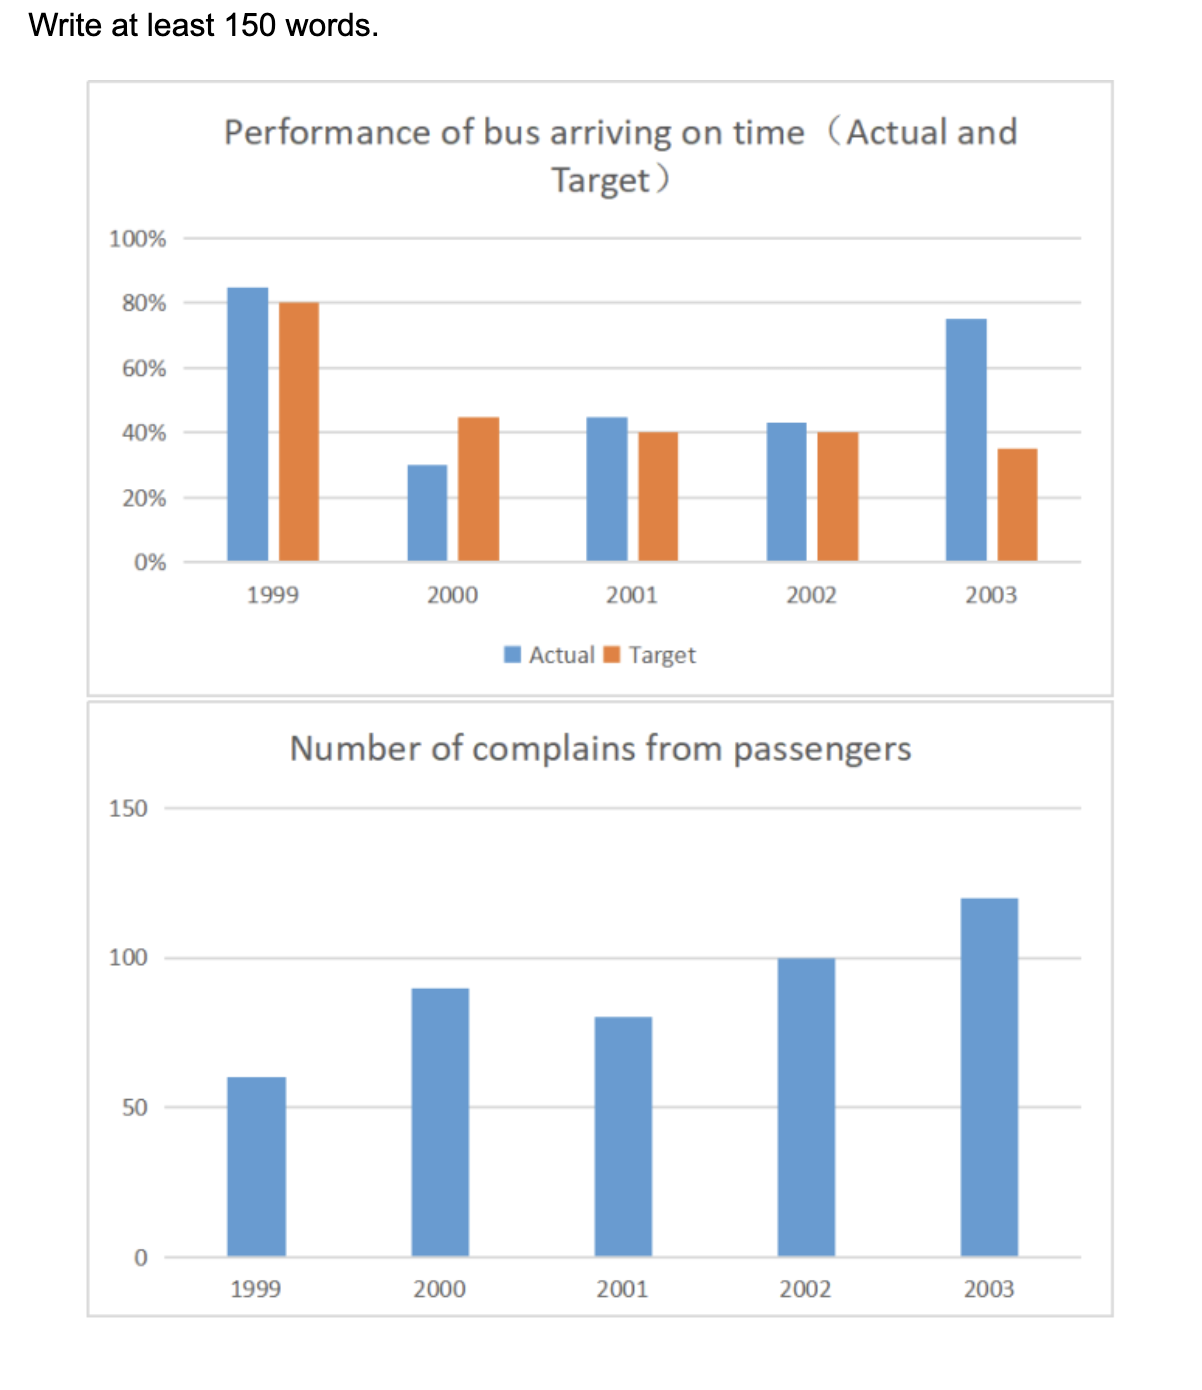 Write at least 150 words.
Performance of bus arriving on time（Actual and
Target）
100%
80%
60%
40%
20%
0%
1999 2000 2001 2002 2003
Actual Target
Number of complains from passengers
150
100
50
0
1999 2000 2001 2002 2003